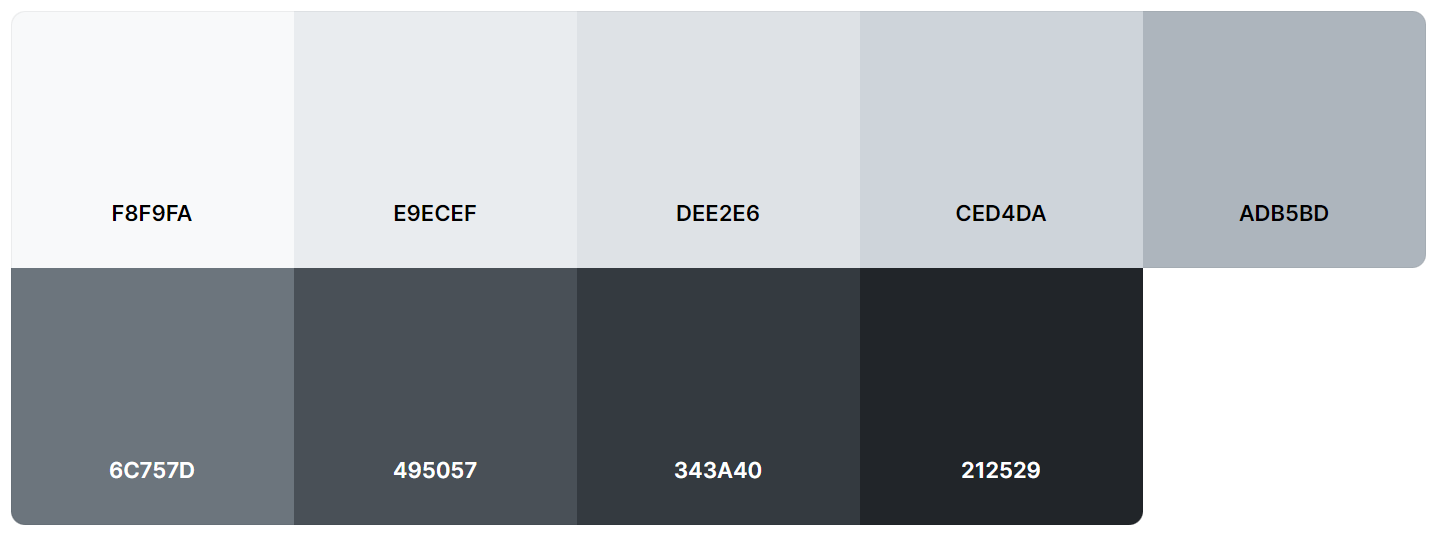 F8F9FA
E9ECEF
DEE2E6
CED4DA
ADB5BD
6C757D
495057
343A40
212529